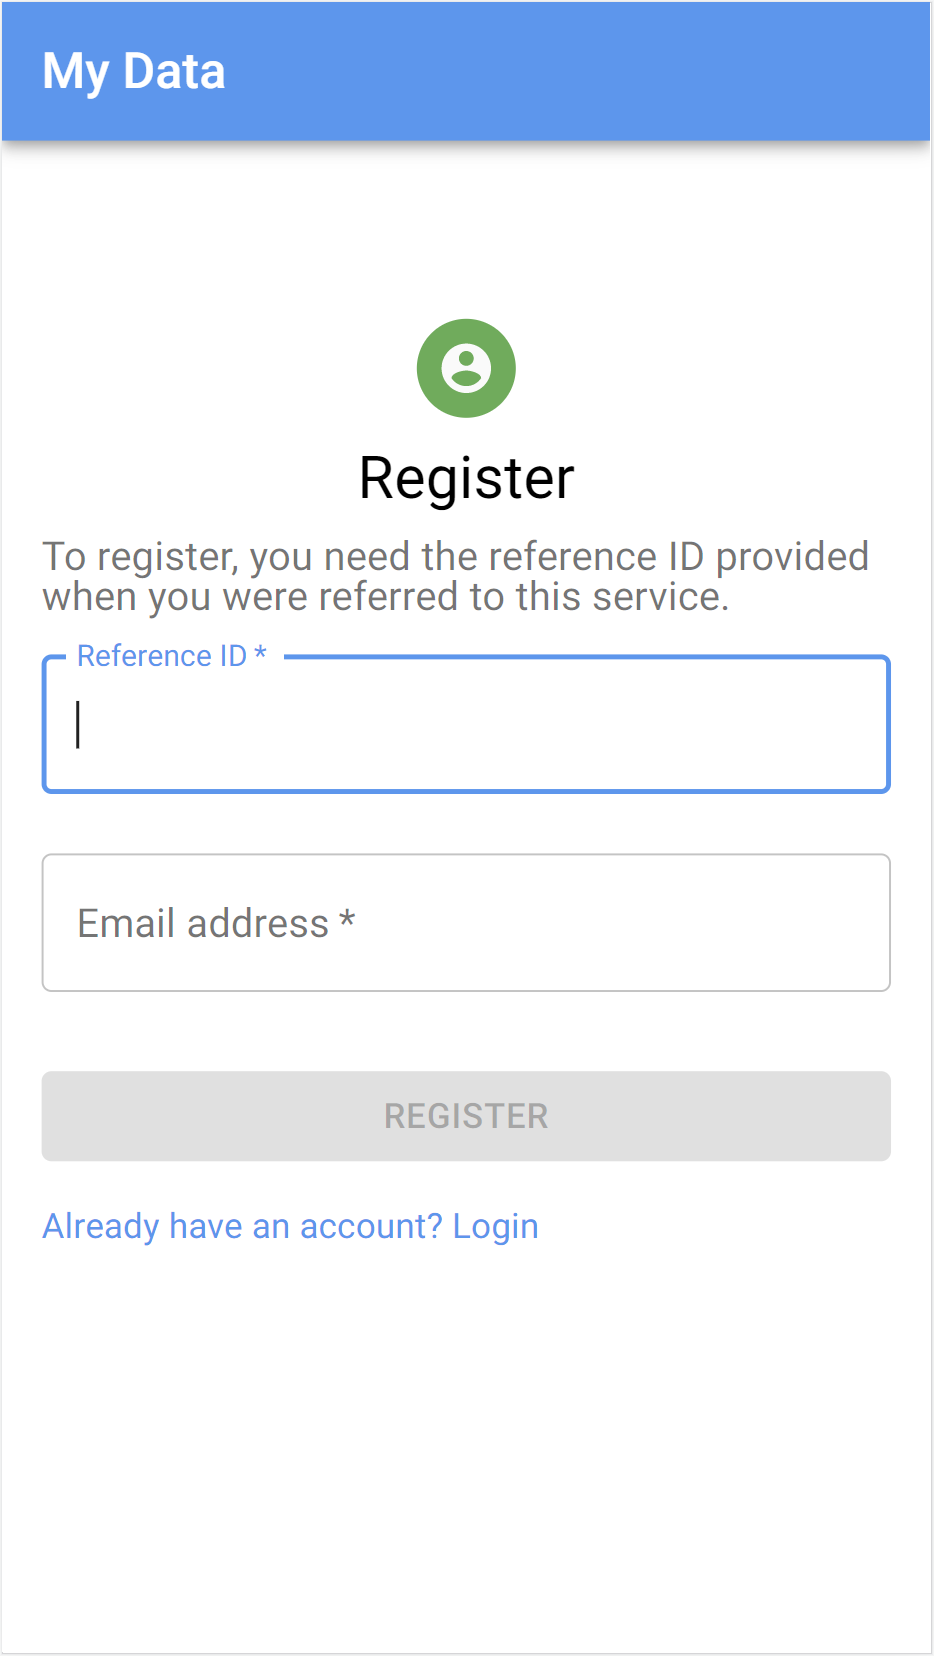 My Data
Register
To register, you need the reference ID provided
when you were referred to this service.
Reference ID *
Email address *
REGISTER
Already have an account? Login